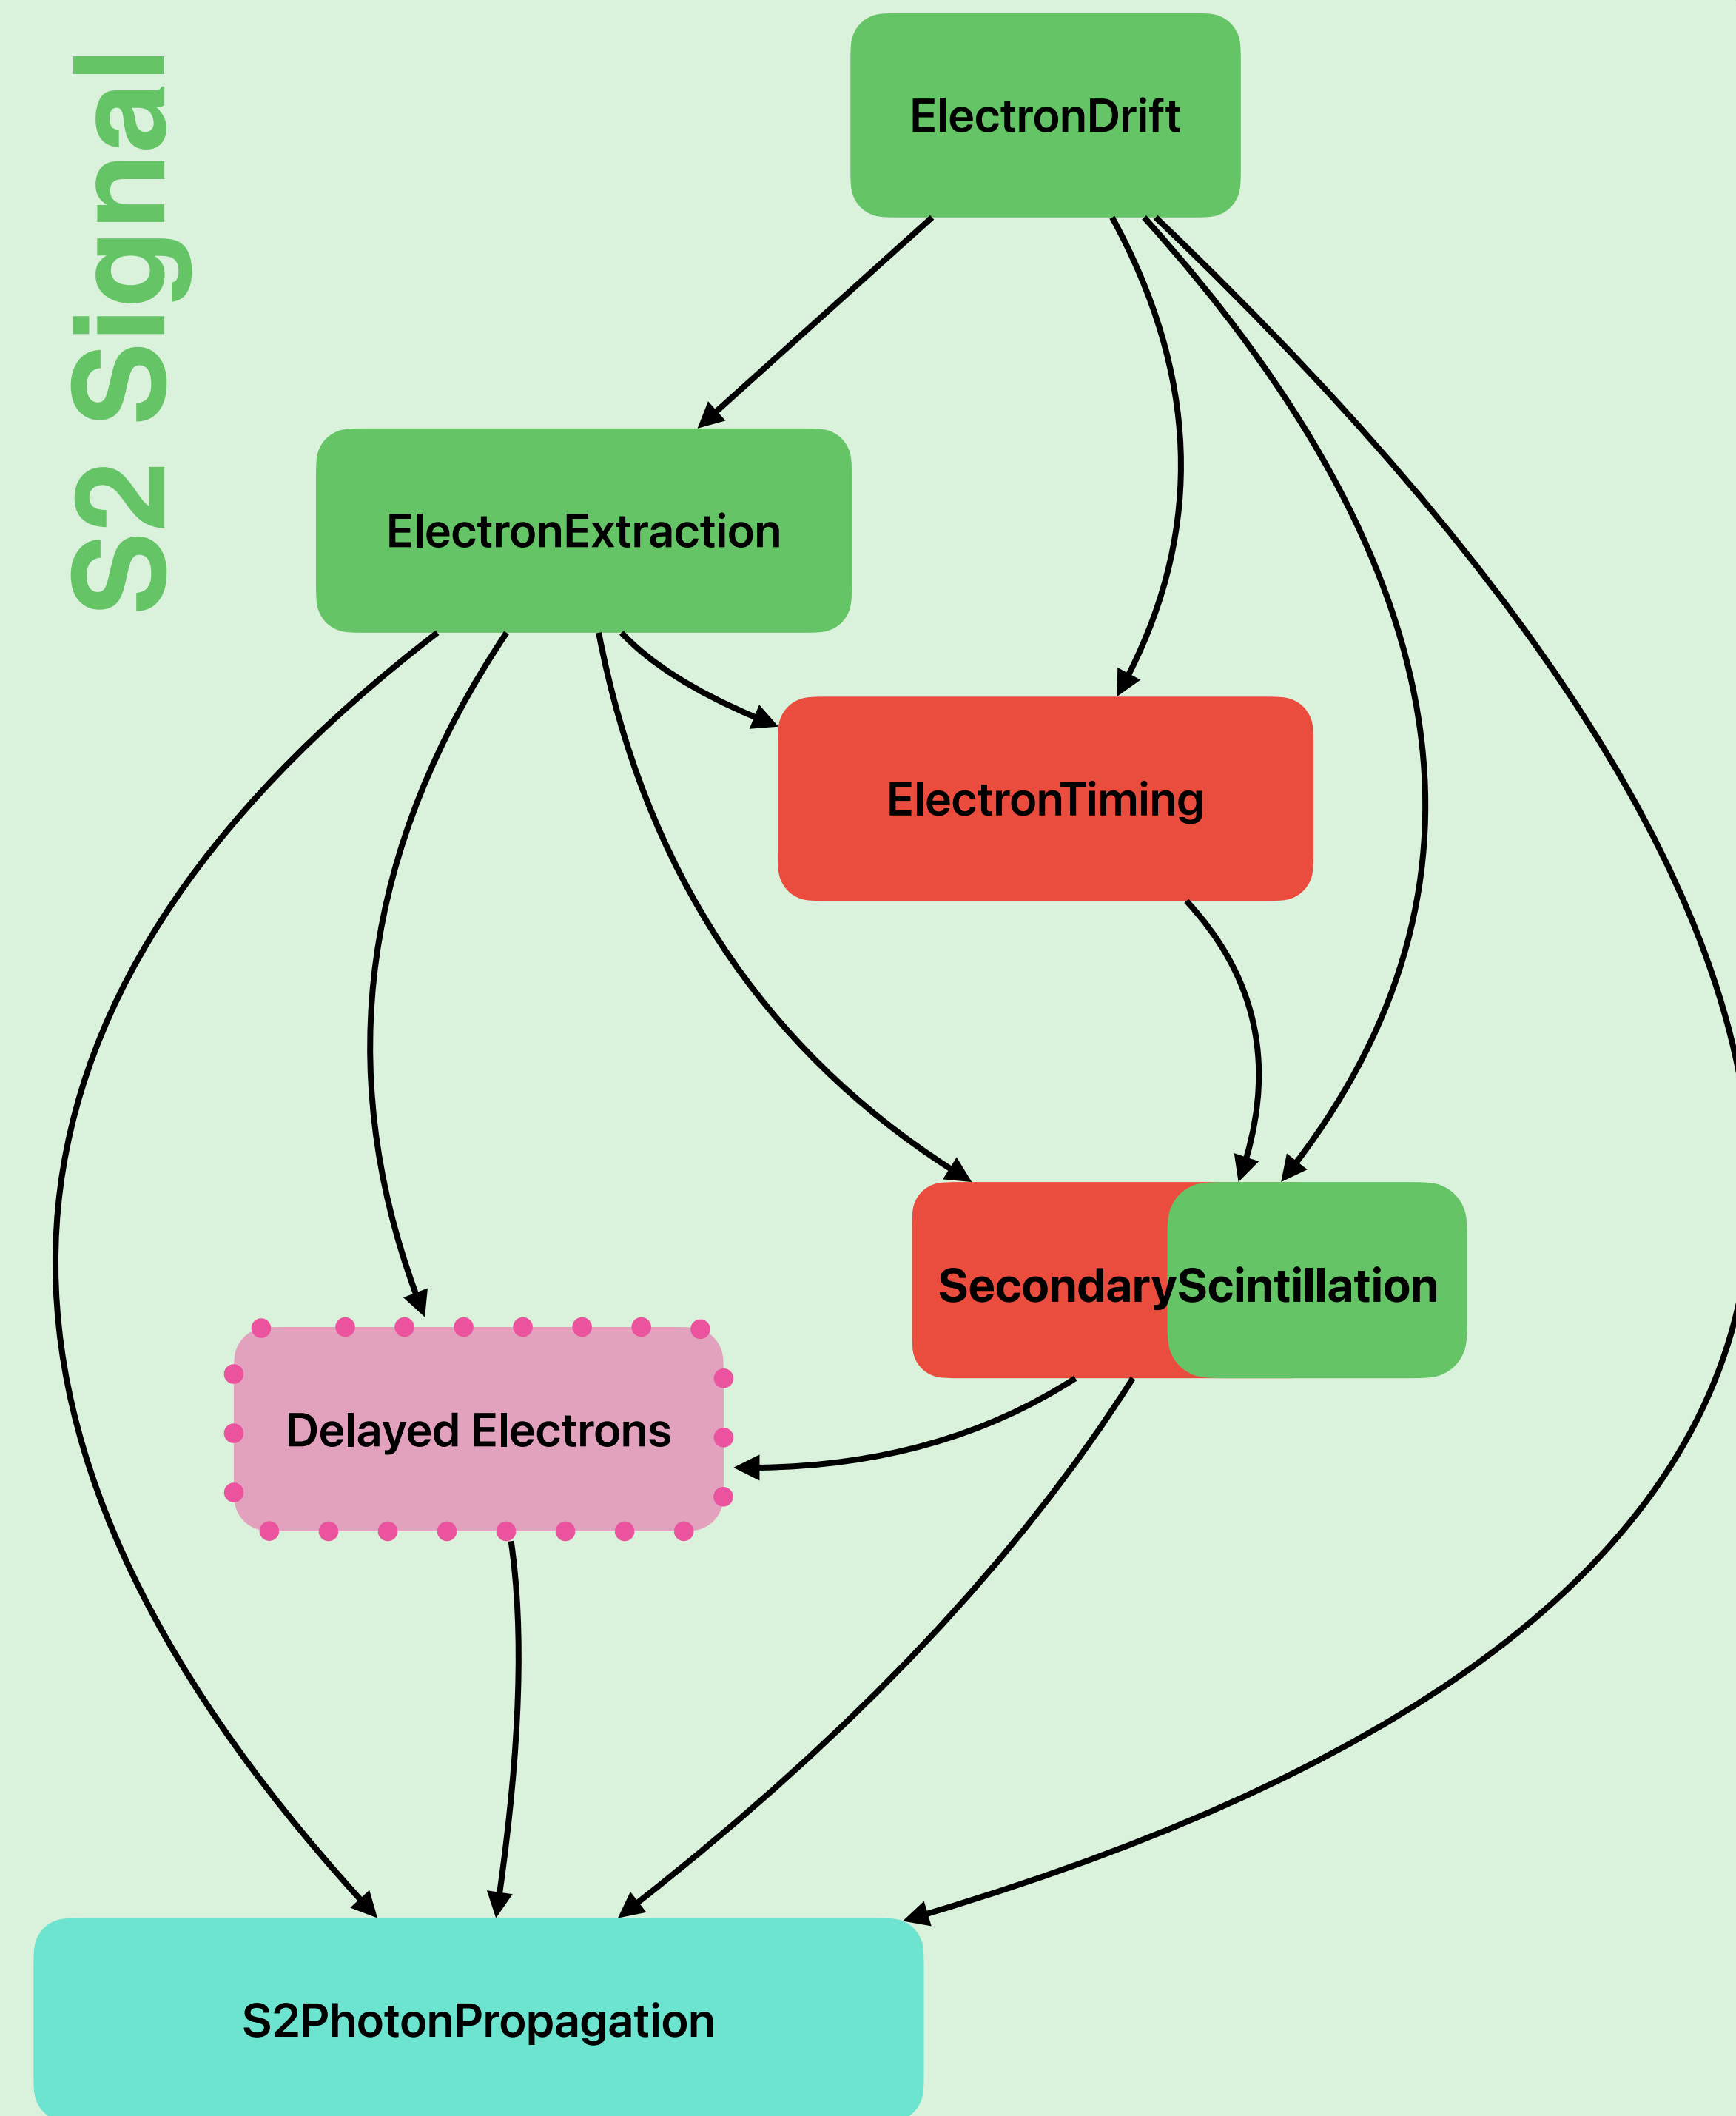 S2 Signal
ElectronDrift
ElectronExtraction
ElectronTiming
SecondaryScintillation
Delayed Electrons
S2PhotonPropagation